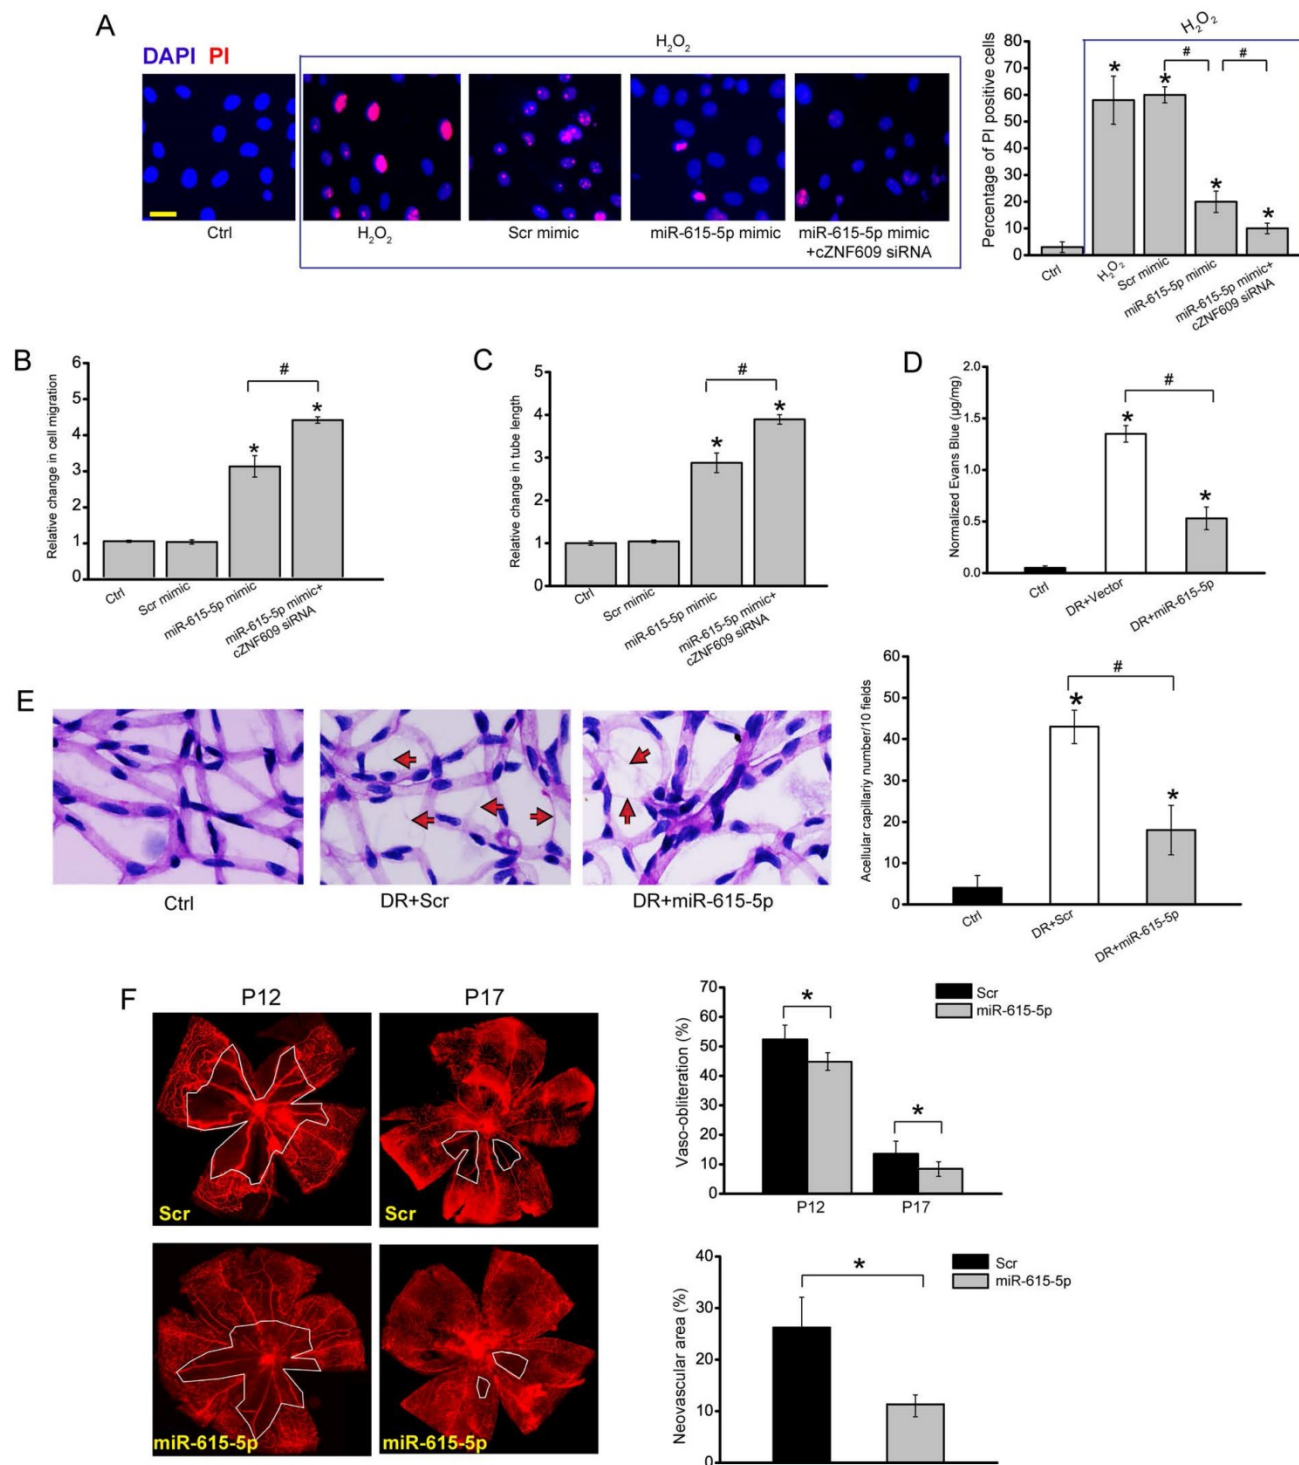 A
DAPI PI
H₂O₂
Ctrl
H₂O₂
Scr mimic
miR-615-5p mimic
miR-615-5p mimic
+cZNF609 siRNA
H₂O₂
Percentage of PI positive cells
80
70
60
50
40
30
20
10
0
*
*
#
#
*
*
Ctrl
H₂O₂
Scr mimic
miR-615-5p mimic
miR-615-5p mimic+
cZNF609 siRNA
B
Relative change in cell migration
6
5
4
3
2
1
0
#
*
*
Ctrl
Scr mimic
miR-615-5p mimic
miR-615-5p mimic+
cZNF609 siRNA
C
Relative change in tube length
5
4
3
2
1
0
#
*
*
Ctrl
Scr mimic
miR-615-5p mimic
miR-615-5p mimic+
cZNF609 siRNA
D
Normalized Evans Blue (µg/mg)
2.0
1.5
1.0
0.5
0.0
#
*
*
Ctrl
DR+Vector
DR+miR-615-5p
E
Ctrl
DR+Scr
DR+miR-615-5p
Acellular capillariy number/10 fields
60
50
40
30
20
10
0
#
*
*
Ctrl
DR+Scr
DR+miR-615-5p
F
P12
P17
Scr
Scr
miR-615-5p
miR-615-5p
Vaso-obliteration (%)
70
60
50
40
30
20
10
0
*
*
Scr
miR-615-5p
P12
P17
Neovascular area (%)
40
30
20
10
0
*
Scr
miR-615-5p